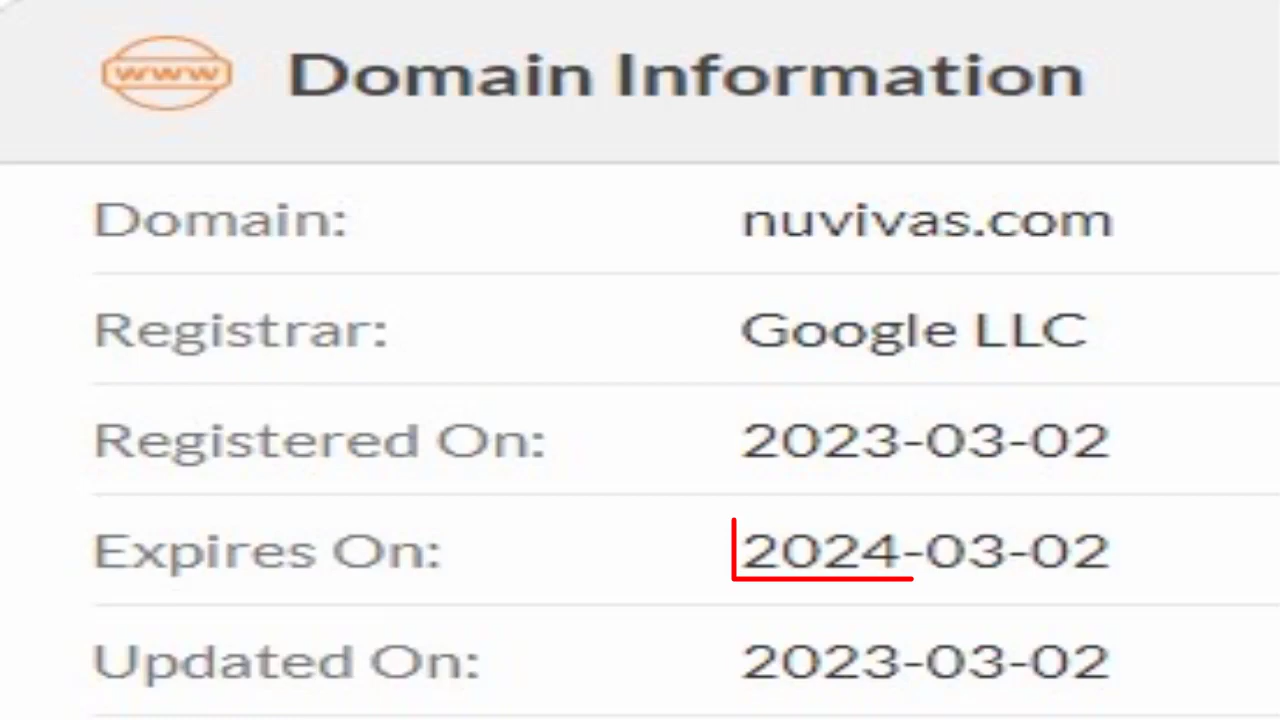 www
Domain Information
Domain: nuvivas.com
Registrar: Google LLC
Registered On: 2023-03-02
Expires On: 2024-03-02
Updated On: 2023-03-02